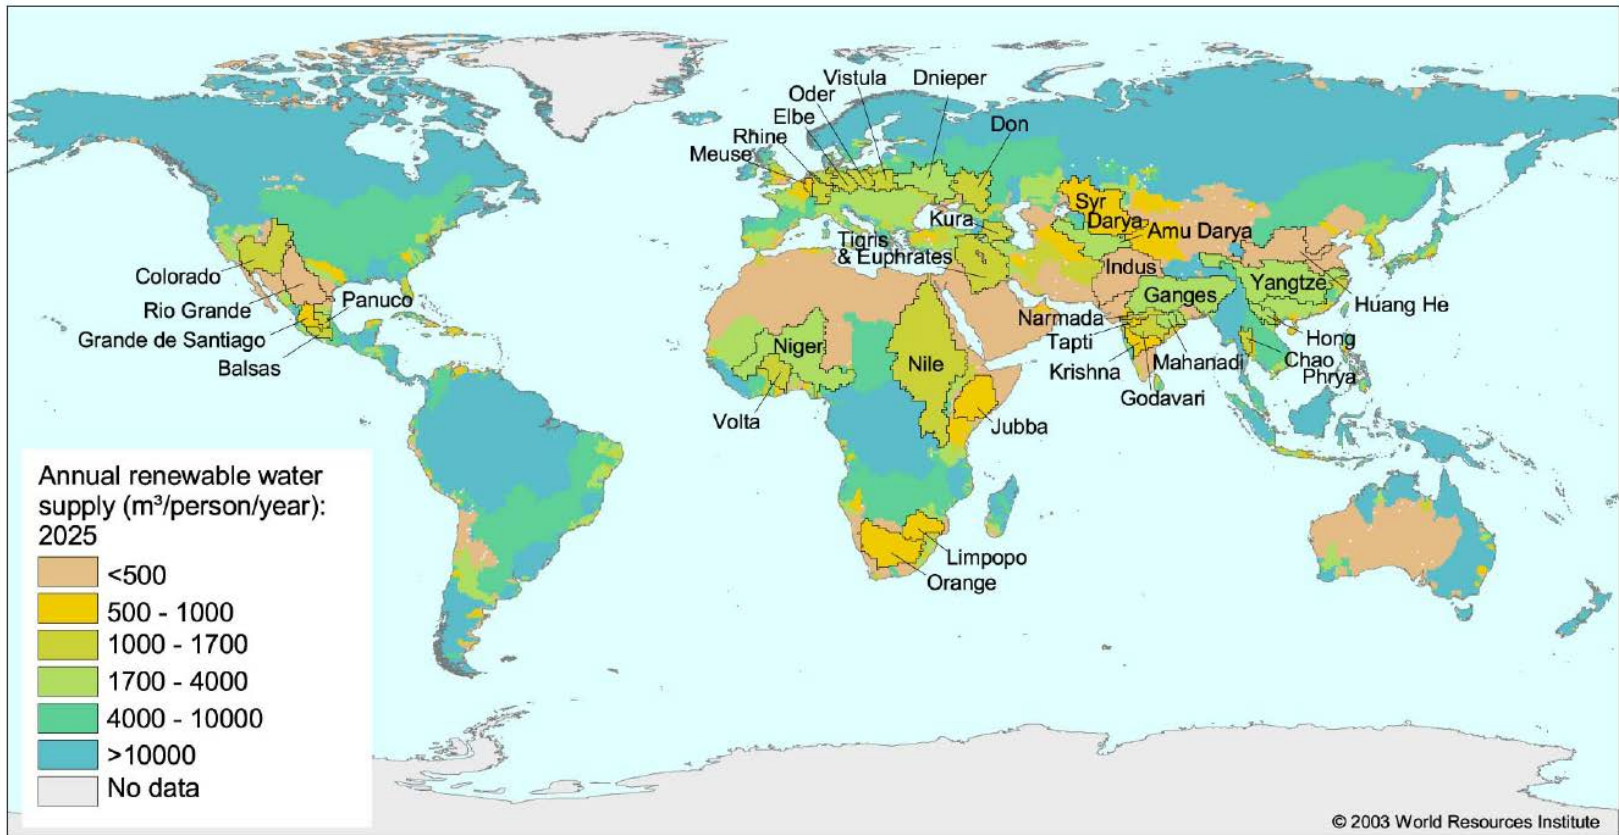 Vistula
Dnieper
Oder
Elbe
Don
Rhine
Meuse
Syr
Darya
Kura
Amu Darya
Tigris
& Euphrates
Indus
Colorado
Yangtze
Ganges
Rio Grande
Panuco
Huang He
Narmada
Grande de Santiago
Tapti
Hong
Niger
Mahanadi
Chao
Phrya
Balsas
Nile
Krishna
Godavari
Volta
Jubba
Limpopo
Orange
Annual renewable water
supply (m³/person/year):
2025
<500
500 - 1000
1000 - 1700
1700 - 4000
4000 - 10000
>10000
No data
© 2003 World Resources Institute